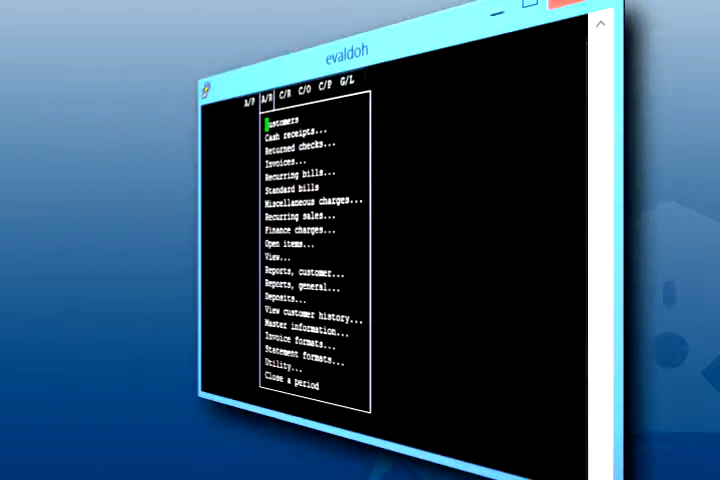 evaldoh
A/P A/R C/R C/O C/P G/L
Customers
Cash receipts...
Returned checks...
Invoices...
Recurring bills...
Standard bills
Miscellaneous charges...
Recurring sales...
Finance charges...
Open items...
View...
Reports, customer...
Reports, general...
Deposits...
View customer history...
Master information...
Invoice formats...
Statement formats...
Utility...
Close a period